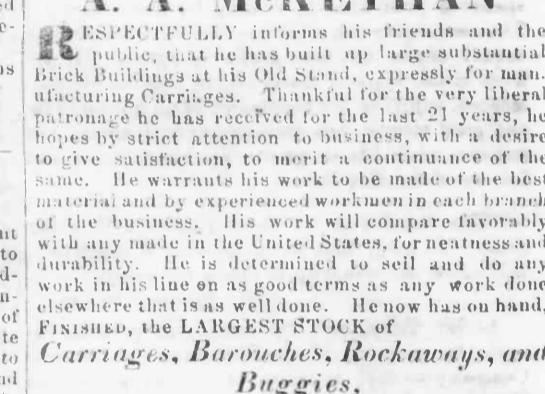 A. A. McKETHAN
RESPECTFULLY informs his friends and the
public, that he has built up large substantial
Brick Buildings at his Old Stand, expressly for man-
ufacturing Carriages. Thankful for the very liberal
patronage he has received for the last 21 years, he
hopes by strict attention to business, with a desire
to give satisfaction, to merit a continuance of the
same. He warrants his work to be made of the best
material and by experienced workmen in each branch
of the business. His work will compare favorably
with any made in the United States, for neatness and
durability. He is determined to sell and do any
work in his line on as good terms as any work done
elsewhere that is as well done. He now has on hand,
FINISHED, the LARGEST STOCK of
Carriages, Barouches, Rockaways, and
Buggies,
nt
to
d-
n-
of
te
to
nd